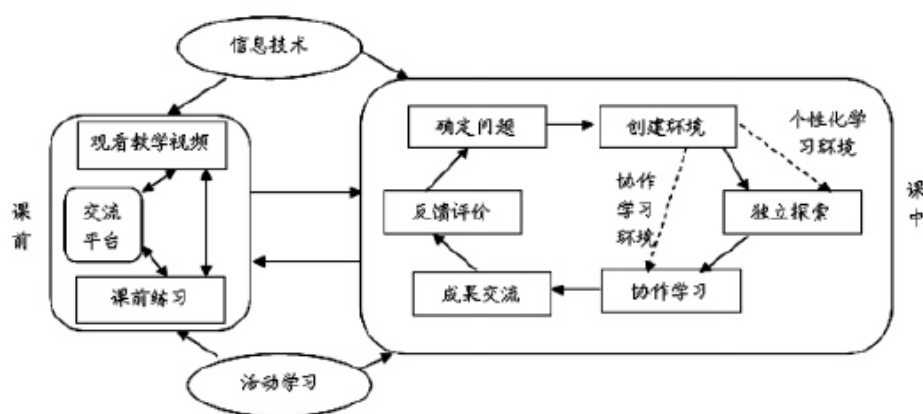 信息技术
观看教学视频
交流
平台
课前练习
课
前
确定问题
创建环境
个性化学
习环境
协作
学习
环境
反馈评价
独立探索
课
中
成果交流
协作学习
活动学习